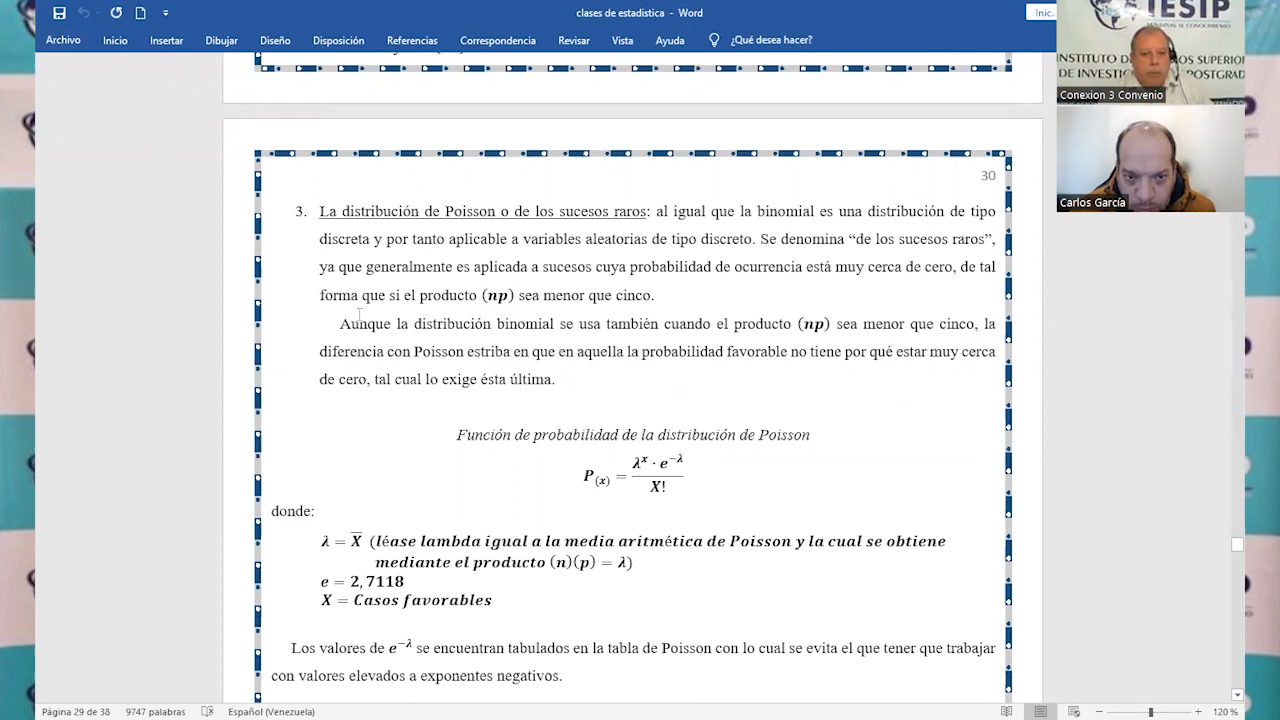 clases de estadistica - Word
Inic.
Archivo Inicio Insertar Dibujar Diseño Disposición Referencias Correspondencia Revisar Vista Ayuda ¿Qué desea hacer?
IESIP
VENTANAS AL CONOCIMIENTO
INSTITUTO DE OS SUPERIOR
DE INVESTIG POSTGRAD
Conexion 3 Convenio
Carlos García
30
3. La distribución de Poisson o de los sucesos raros: al igual que la binomial es una distribución de tipo
discreta y por tanto aplicable a variables aleatorias de tipo discreto. Se denomina “de los sucesos raros”,
ya que generalmente es aplicada a sucesos cuya probabilidad de ocurrencia está muy cerca de cero, de tal
forma que si el producto (np) sea menor que cinco.
Aunque la distribución binomial se usa también cuando el producto (np) sea menor que cinco, la
diferencia con Poisson estriba en que en aquella la probabilidad favorable no tiene por qué estar muy cerca
de cero, tal cual lo exige ésta última.
Función de probabilidad de la distribución de Poisson
P₍ₓ₎ = λˣ · e⁻λ / X!
donde:
λ = X̅ (léase lambda igual a la media aritmética de Poisson y la cual se obtiene
mediante el producto (n)(p) = λ)
e = 2,7118
X = Casos favorables
Los valores de e⁻λ se encuentran tabulados en la tabla de Poisson con lo cual se evita el que tener que trabajar
con valores elevados a exponentes negativos.
Página 29 de 38 9747 palabras Español (Venezuela) 120 %